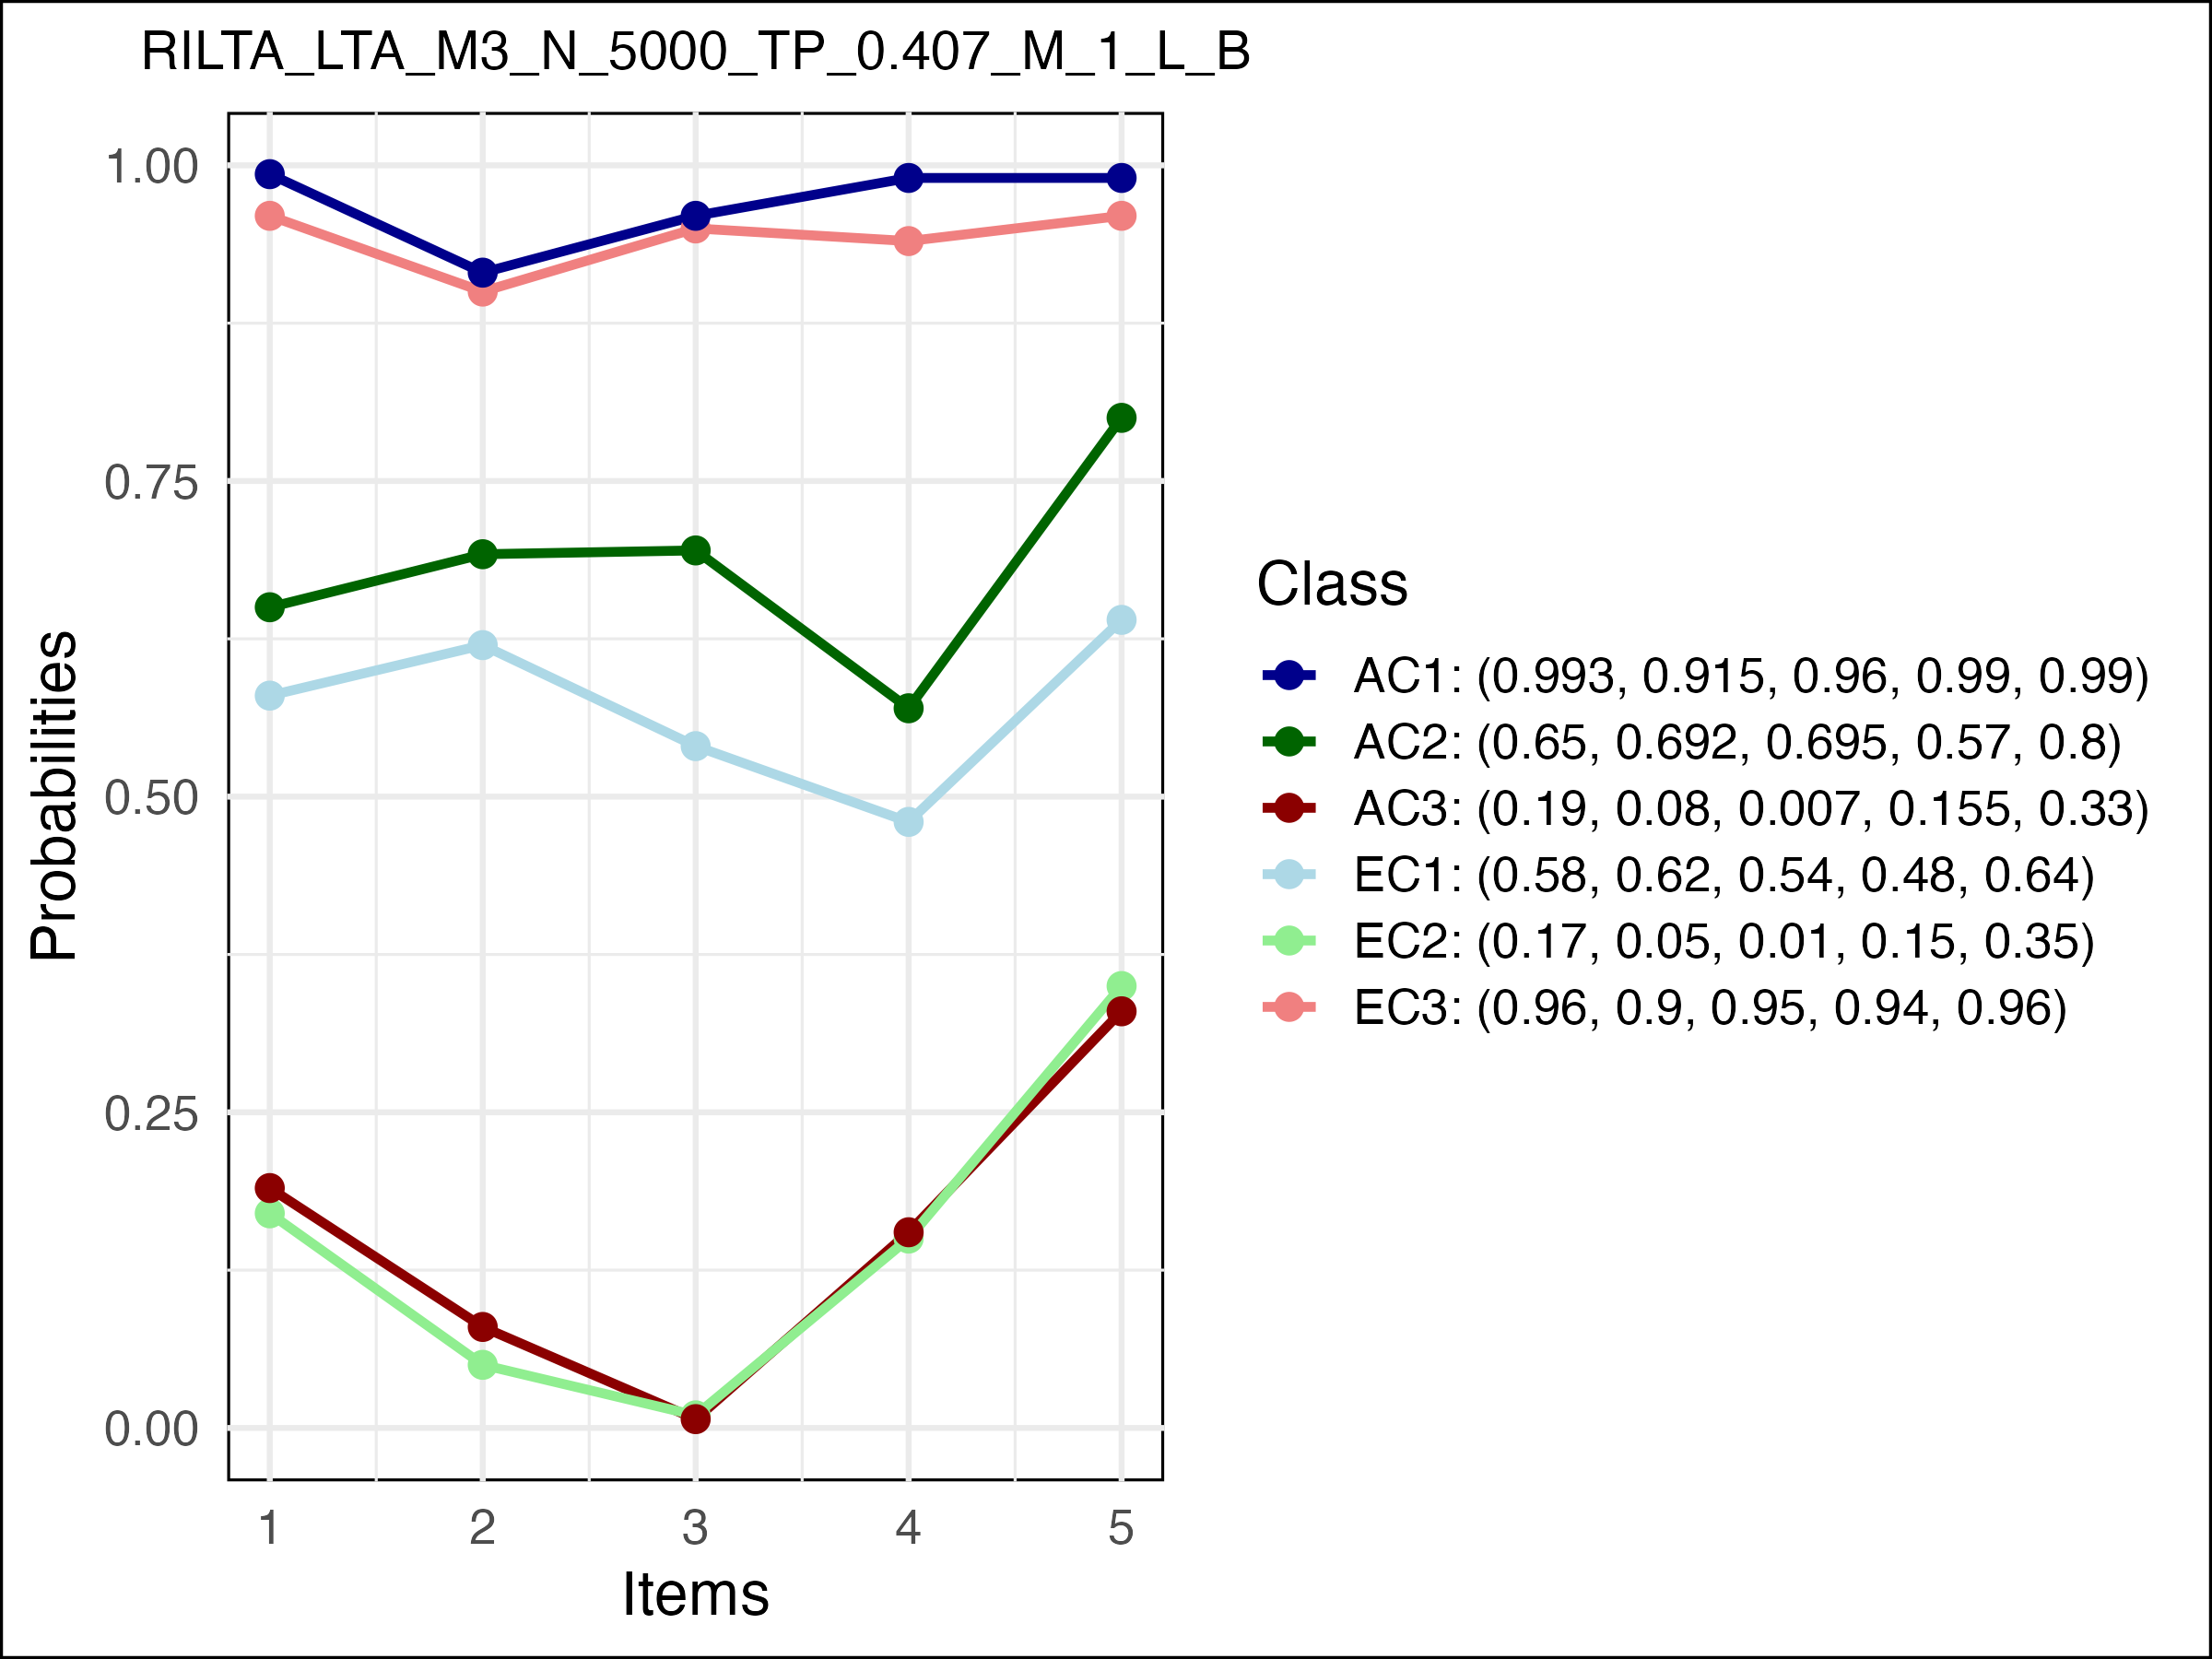 RILTA_LTA_M3_N_5000_TP_0.407_M_1_L_B
1.00
0.75
0.50
0.25
0.00
Probabilities
1 2 3 4 5
Items
Class
AC1: (0.993, 0.915, 0.96, 0.99, 0.99)
AC2: (0.65, 0.692, 0.695, 0.57, 0.8)
AC3: (0.19, 0.08, 0.007, 0.155, 0.33)
EC1: (0.58, 0.62, 0.54, 0.48, 0.64)
EC2: (0.17, 0.05, 0.01, 0.15, 0.35)
EC3: (0.96, 0.9, 0.95, 0.94, 0.96)